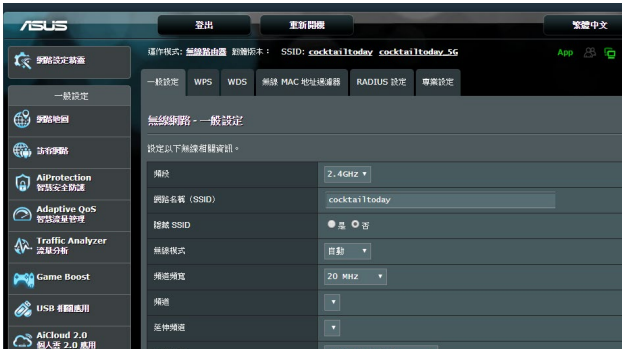 ASUS
登出
重新開機
繁體中文
運作模式: 無線路由器 韌體版本: SSID: cocktailtoday cocktailtoday_5G
App
網路設定精靈
一般設定
網路地圖
訪客網路
AiProtection
智慧安全防護
Adaptive QoS
智慧流量管理
Traffic Analyzer
流量分析
Game Boost
USB 相關應用
AiCloud 2.0
個人雲 2.0 應用
一般設定 WPS WDS 無線 MAC 地址過濾器 RADIUS 設定 專業設定
無線網路 - 一般設定
設定以下無線相關資訊。
頻段 2.4GHz
網路名稱 (SSID) cocktailtoday
隱藏 SSID 是 否
無線模式 自動
頻道頻寬 20 MHz
頻道
延伸頻道